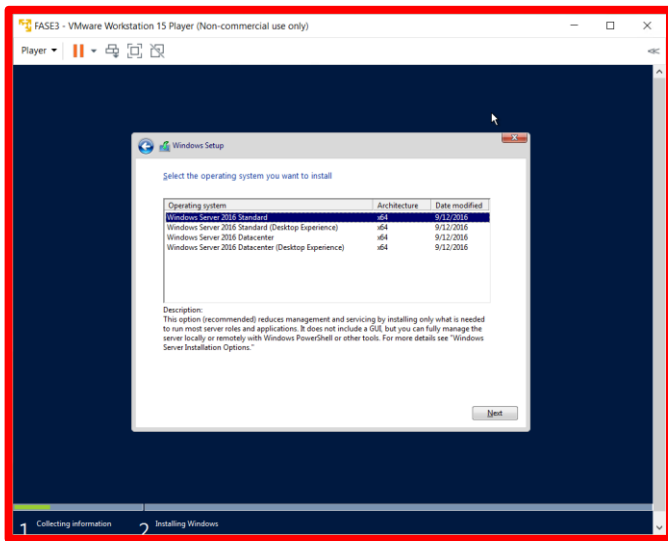 FASE3 - VMware Workstation 15 Player (Non-commercial use only)
Player
Windows Setup
Select the operating system you want to install
Operating system Architecture Date modified
Windows Server 2016 Standard x64 9/12/2016
Windows Server 2016 Standard (Desktop Experience) x64 9/12/2016
Windows Server 2016 Datacenter x64 9/12/2016
Windows Server 2016 Datacenter (Desktop Experience) x64 9/12/2016
Description:
This option (recommended) reduces management and servicing by installing only what is needed
to run most server roles and applications. It does not include a GUI, but you can fully manage the
server locally or remotely with Windows PowerShell or other tools. For more details see "Windows
Server Installation Options."
Next
1 Collecting information 2 Installing Windows